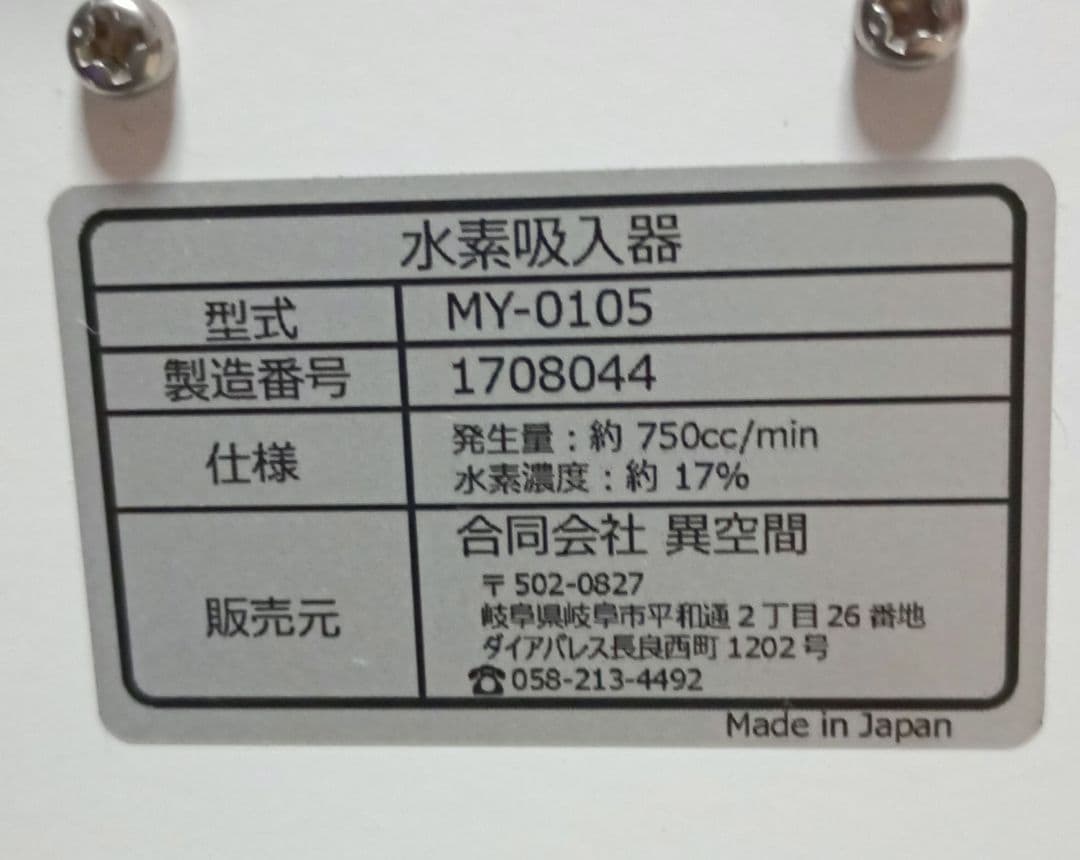 水素吸入器
型式 MY-0105
製造番号 1708044
仕様 発生量：約 750cc/min
水素濃度：約 17%
販売元 合同会社 異空間
〒502-0827
岐阜県岐阜市平和通2丁目26番地
ダイアパレス長良西町1202号
☎058-213-4492
Made in Japan